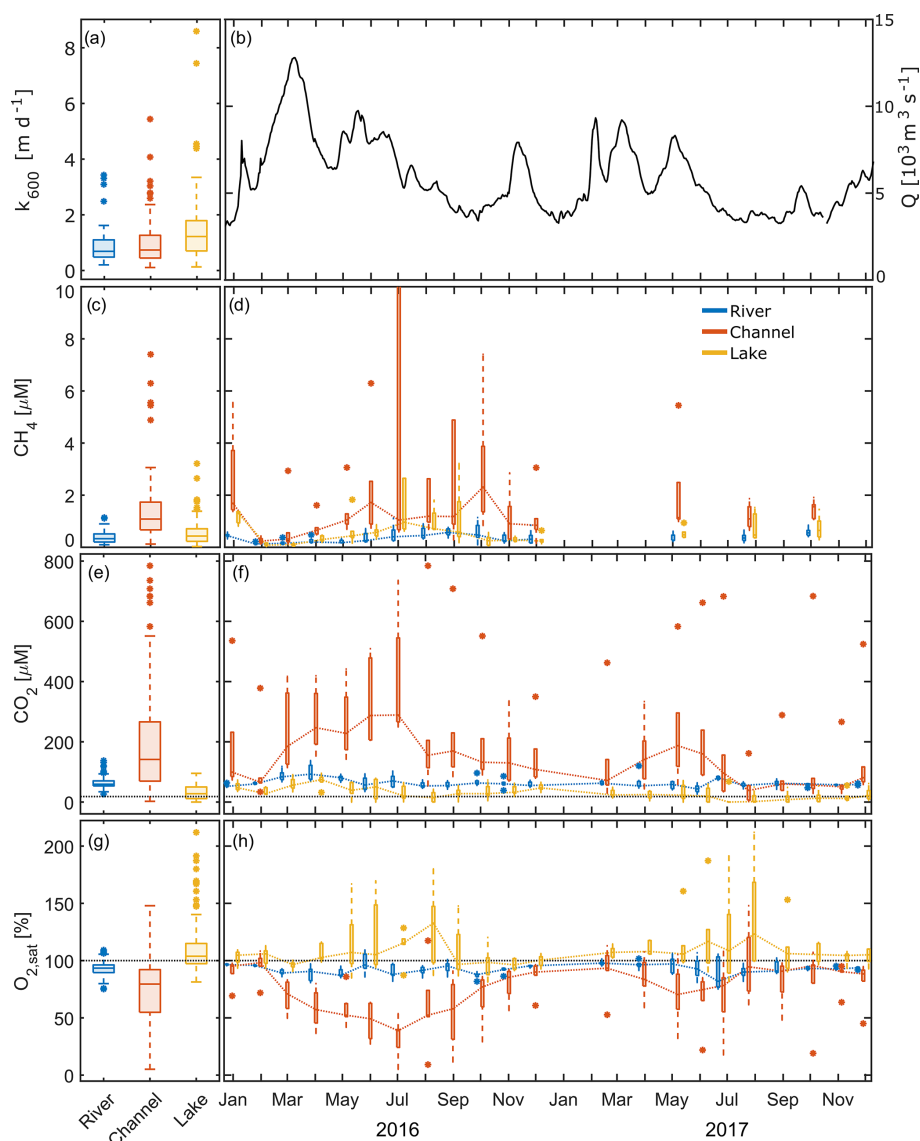 (a)
(b)
8
6
4
2
0
k600 [m d−1]
15
10
5
0
Q [10³ m³ s−1]
(c)
(d)
10
8
6
4
2
0
CH4 [μM]
River
Channel
Lake
(e)
(f)
800
600
400
200
0
CO2 [μM]
(g)
(h)
200
150
100
50
0
O2,sat [%]
River
Channel
Lake
Jan Mar May Jul Sep Nov Jan Mar May Jul Sep Nov
2016 2017